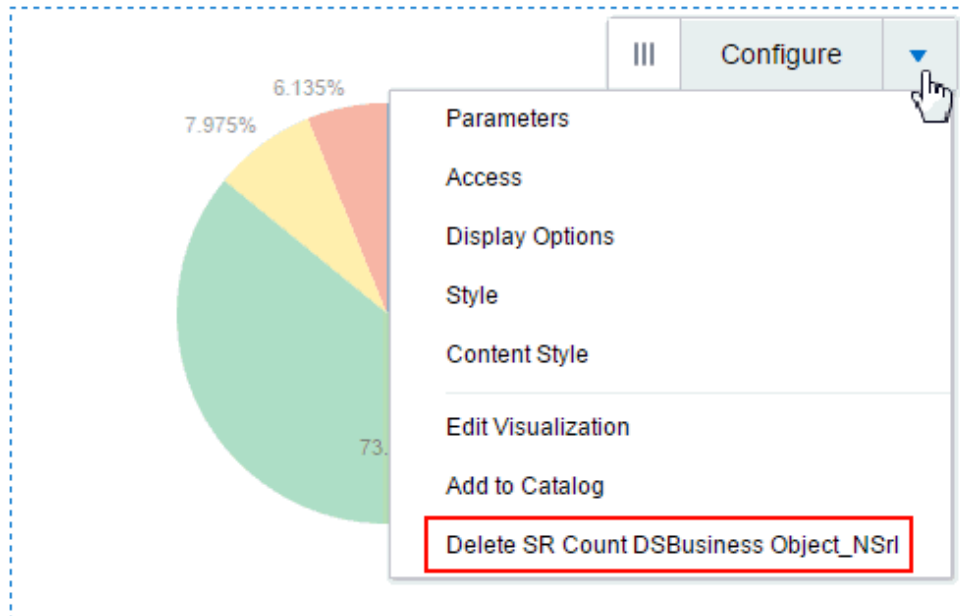 Configure
6.135%
7.975%
Parameters
Access
Display Options
Style
Content Style
Edit Visualization
73.
Add to Catalog
Delete SR Count DSBusiness Object_NSrl